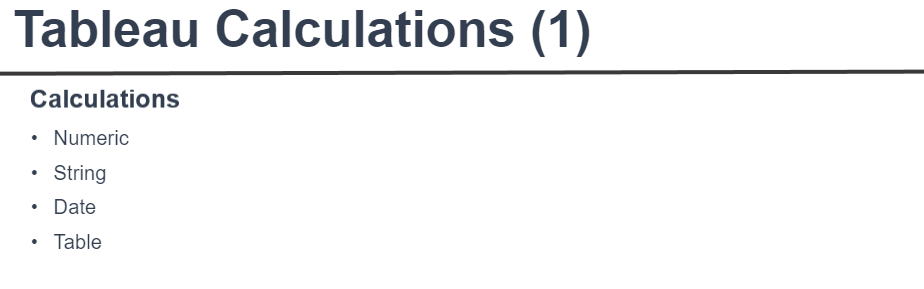 Tableau Calculations (1)
Calculations
• Numeric
• String
• Date
• Table